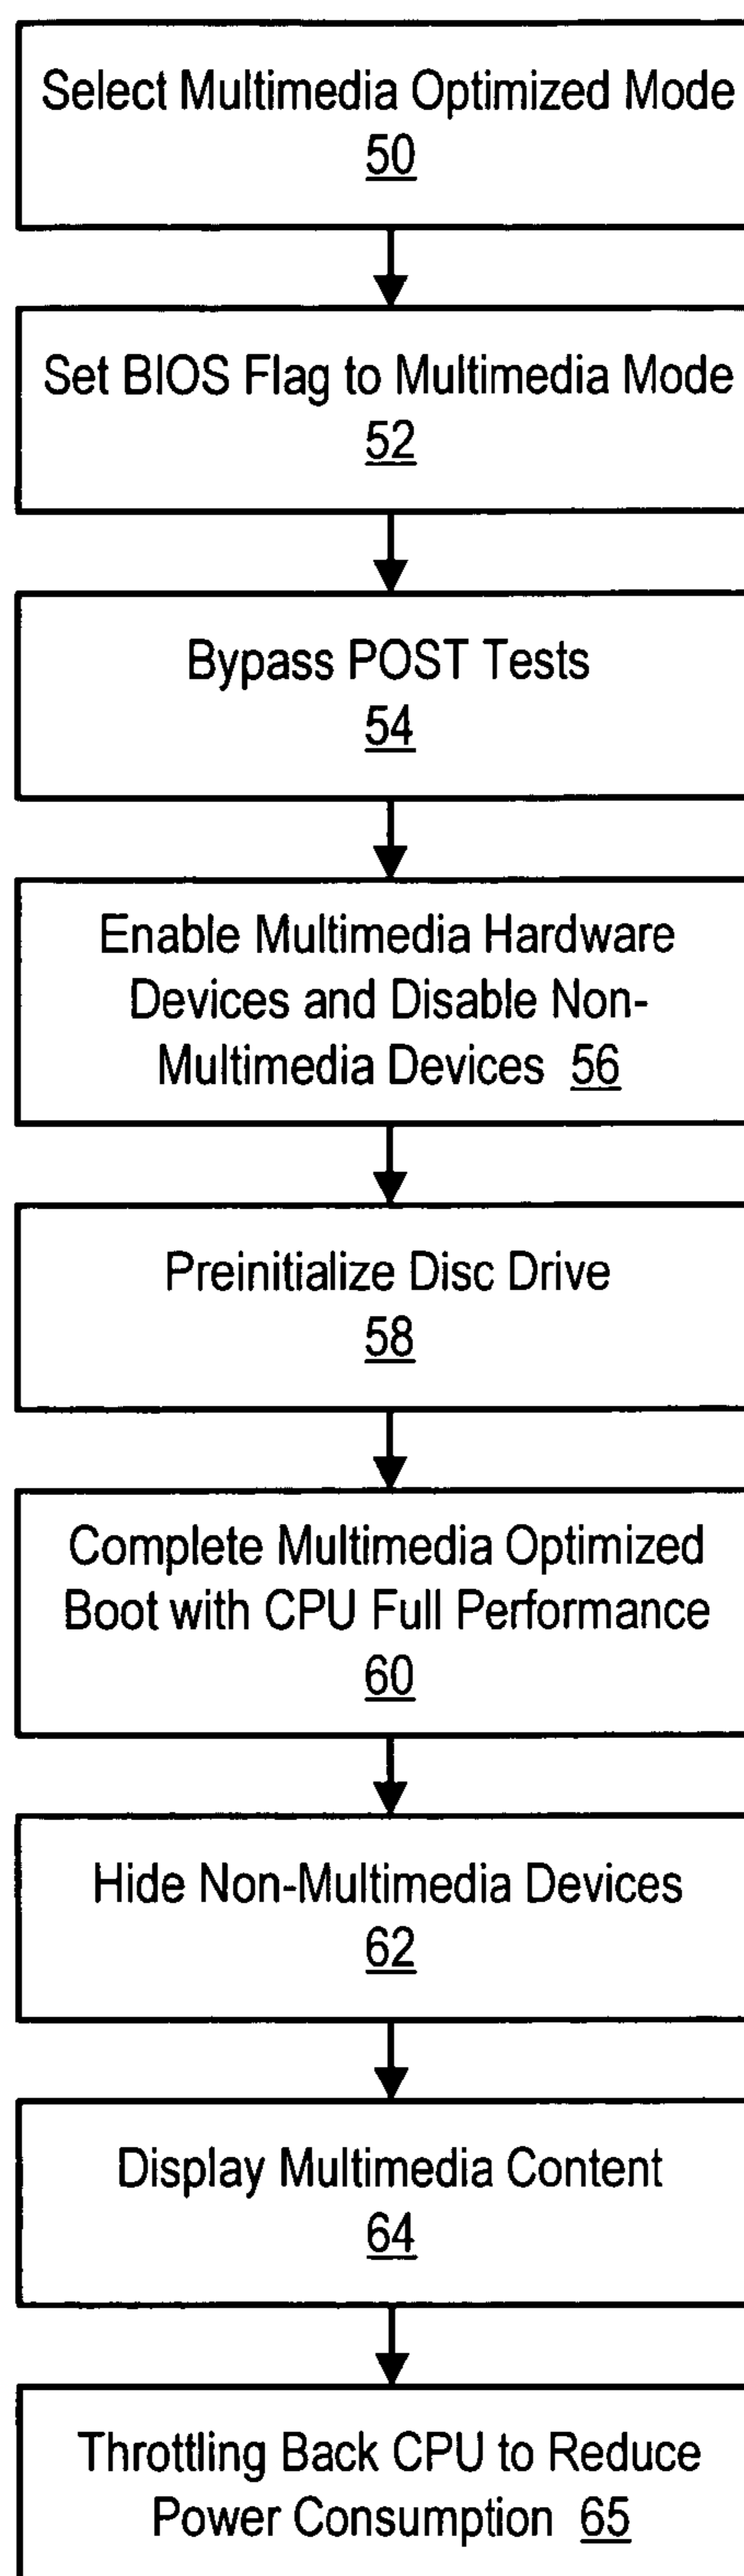 Select Multimedia Optimized Mode
50
Set BIOS Flag to Multimedia Mode
52
Bypass POST Tests
54
Enable Multimedia Hardware
Devices and Disable Non-
Multimedia Devices 56
Preinitialize Disc Drive
58
Complete Multimedia Optimized
Boot with CPU Full Performance
60
Hide Non-Multimedia Devices
62
Display Multimedia Content
64
Throttling Back CPU to Reduce
Power Consumption 65